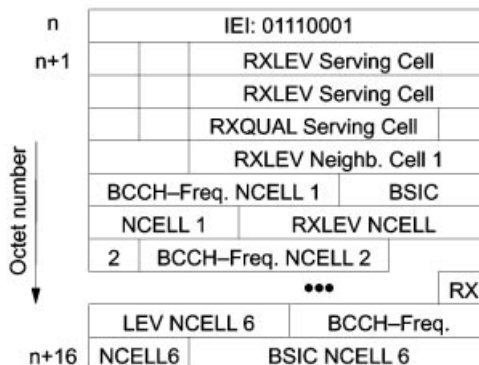 n IEI: 01110001
n+1 RXLEV Serving Cell
RXLEV Serving Cell
RXQUAL Serving Cell
RXLEV Neighb. Cell 1
BCCH–Freq. NCELL 1 BSIC
NCELL 1 RXLEV NCELL
2 BCCH–Freq. NCELL 2
••• RX
LEV NCELL 6 BCCH–Freq.
n+16 NCELL6 BSIC NCELL 6
Octet number